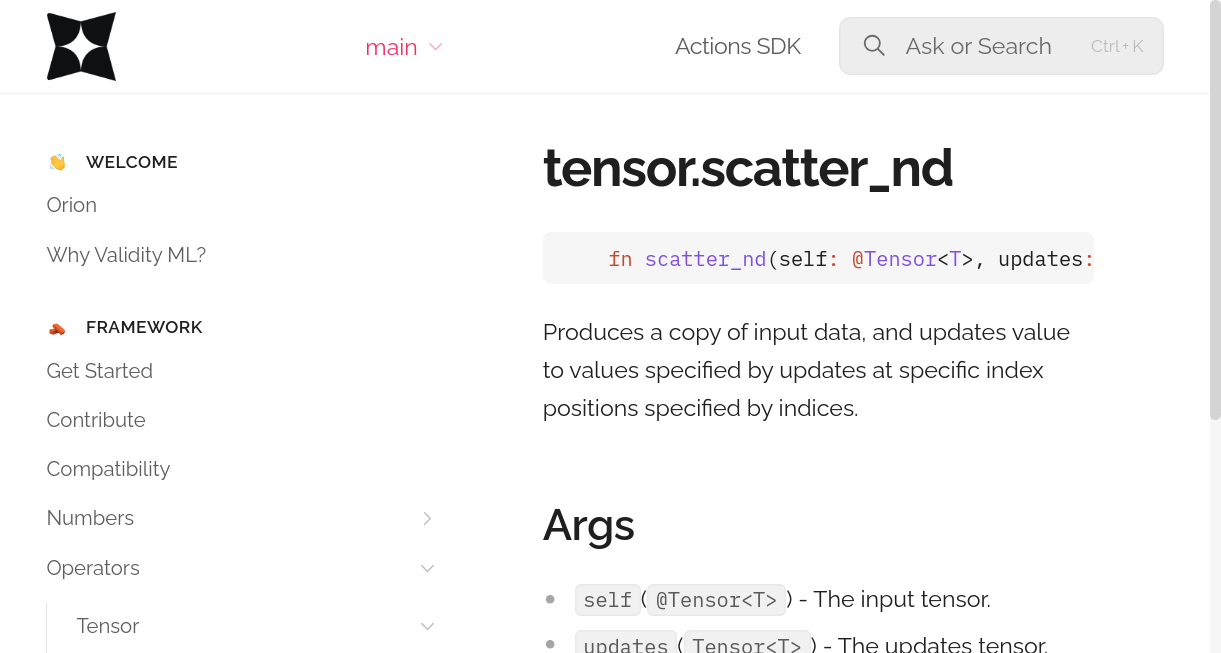 main
Actions SDK
Ask or Search
Ctrl+K
WELCOME
Orion
Why Validity ML?
FRAMEWORK
Get Started
Contribute
Compatibility
Numbers
Operators
Tensor
tensor.scatter_nd
fn scatter_nd(self: @Tensor<T>, updates:
Produces a copy of input data, and updates value
to values specified by updates at specific index
positions specified by indices.
Args
self(@Tensor<T>) - The input tensor.
updates(Tensor<T>) - The updates tensor.